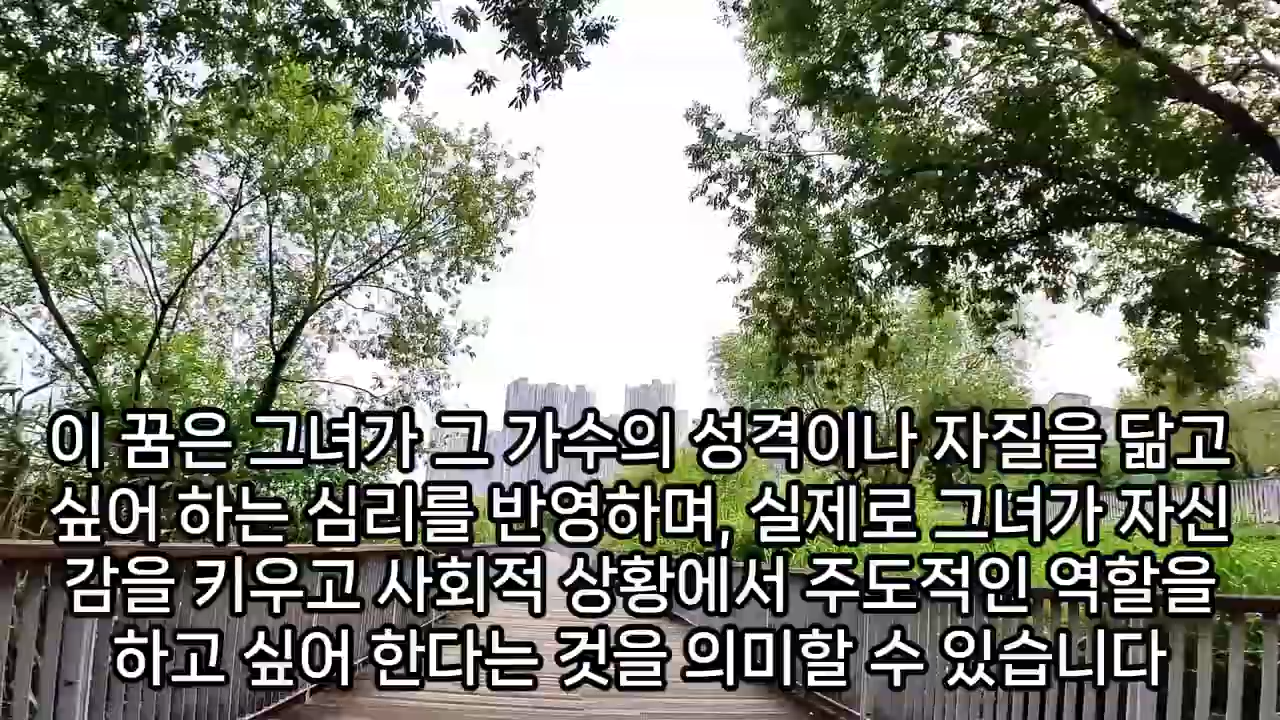 이 꿈은 그녀가 그 가수의 성격이나 자질을 닮고
싶어 하는 심리를 반영하며, 실제로 그녀가 자신
감을 키우고 사회적 상황에서 주도적인 역할을
하고 싶어 한다는 것을 의미할 수 있습니다